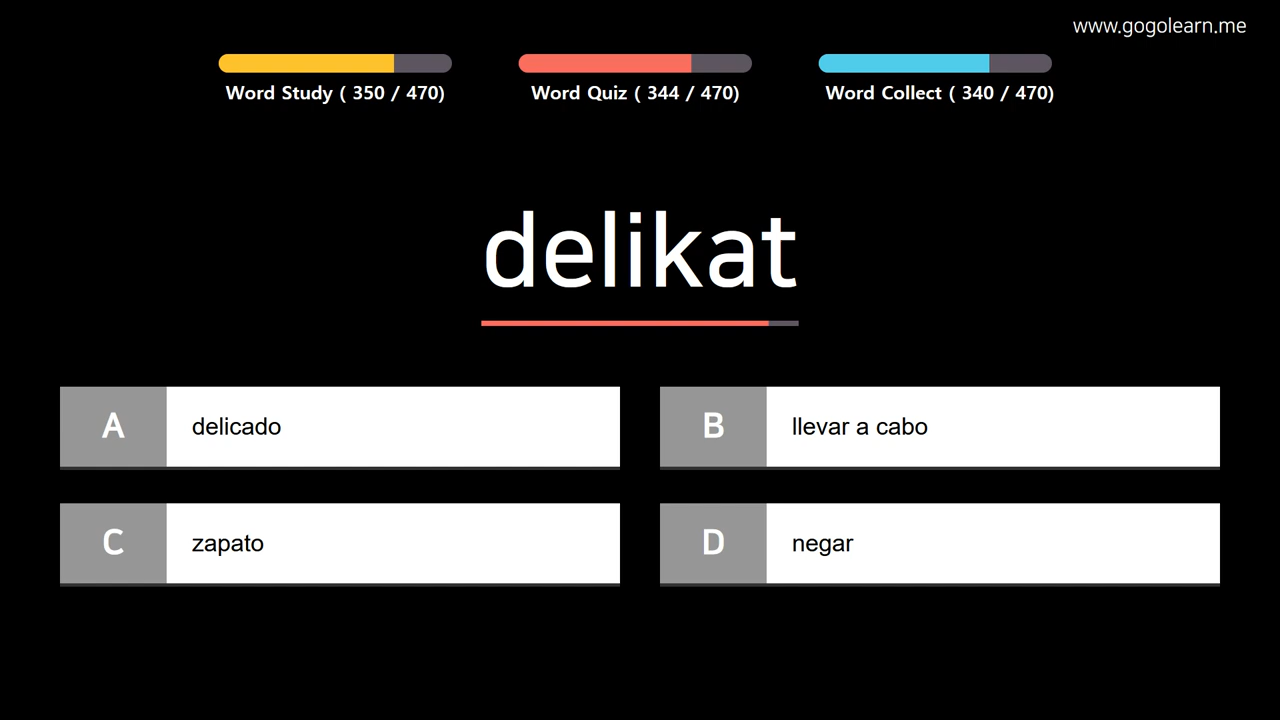 www.gogolearn.me
Word Study ( 350 / 470)
Word Quiz ( 344 / 470)
Word Collect ( 340 / 470)
delikat
A delicado
B llevar a cabo
C zapato
D negar